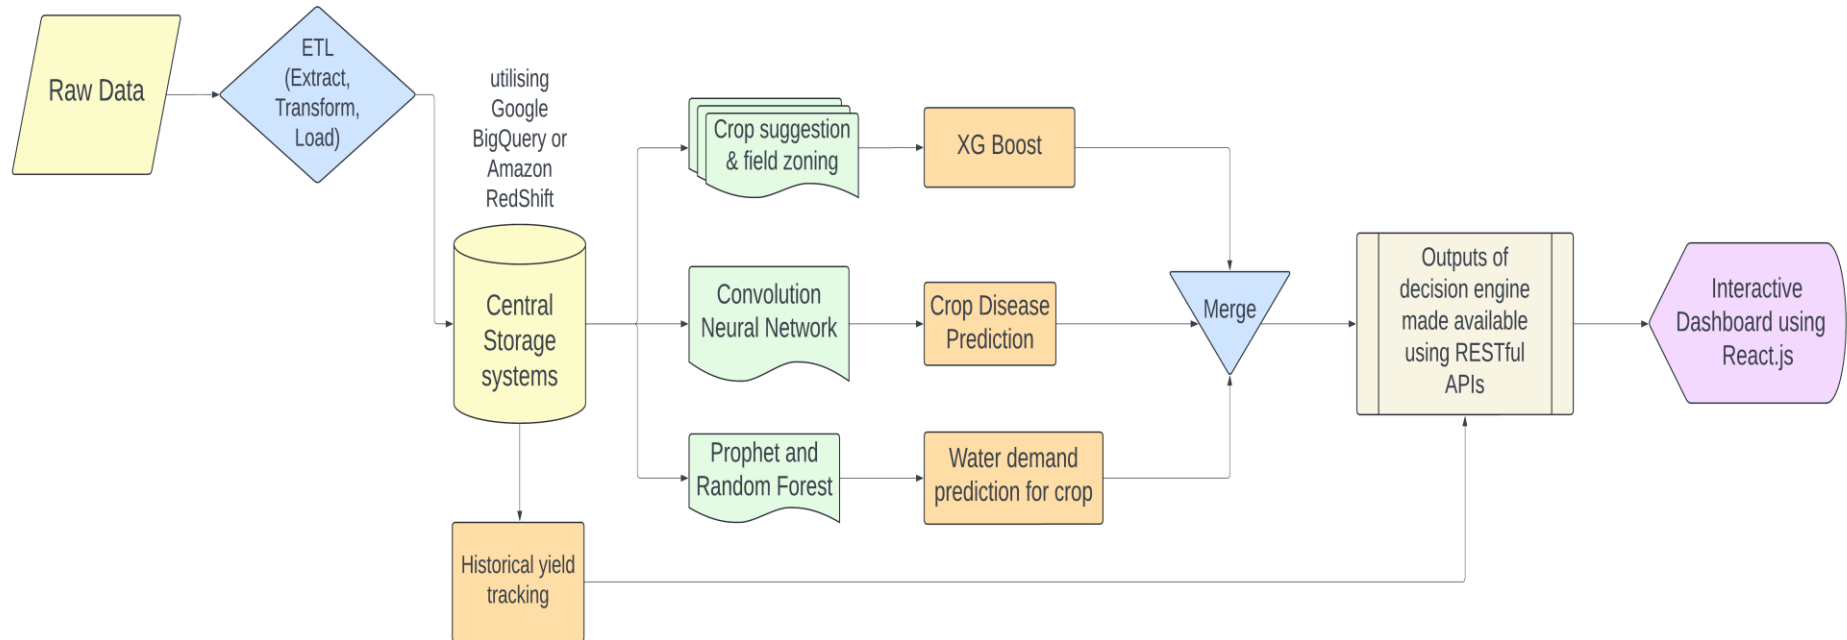 Raw Data
ETL
(Extract,
Transform,
Load)
utilising
Google
BigQuery or
Amazon
RedShift
Central
Storage
systems
Crop suggestion
& field zoning
XG Boost
Convolution
Neural Network
Crop Disease
Prediction
Prophet and
Random Forest
Water demand
prediction for crop
Merge
Outputs of
decision engine
made available
using RESTful
APIs
Interactive
Dashboard using
React.js
Historical yield
tracking